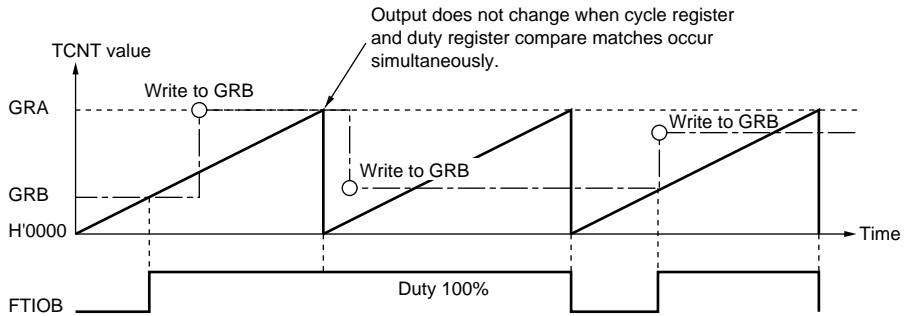 Output does not change when cycle register
and duty register compare matches occur
simultaneously.
TCNT value
Write to GRB
GRA
Write to GRB
Write to GRB
GRB
H'0000
Time
Duty 100%
FTIOB